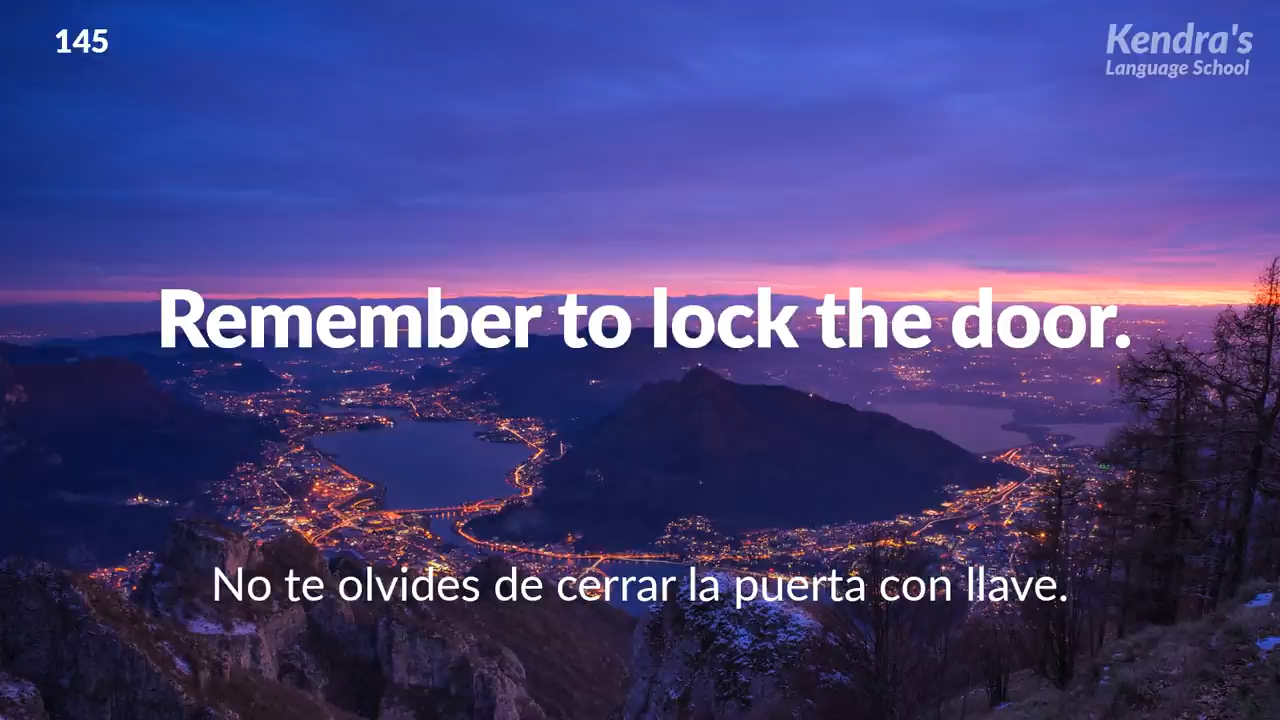 145
Kendra's
Language School
Remember to lock the door.
No te olvides de cerrar la puerta con llave.